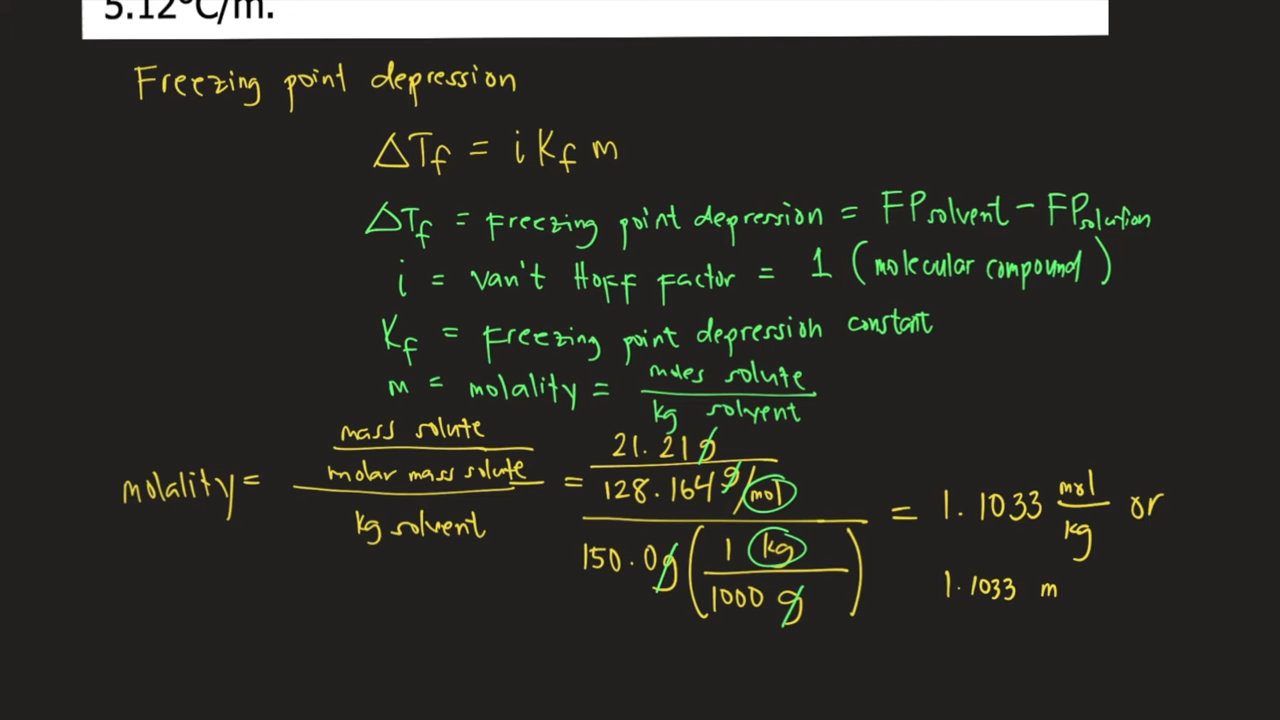 5.12°C/m.
Freezing point depression
ΔTf = i Kf m
ΔTf = freezing point depression = FPsolvent − FPsolution
i = van't Hoff factor = 1 (molecular compound)
Kf = freezing point depression constant
m = molality = moles solute / kg solvent
molality = (mass solute / molar mass solute) / kg solvent = (21.21 g / 128.164 g/mol) / (150.0 g (1 kg / 1000 g)) = 1.1033 mol/kg or
1.1033 m